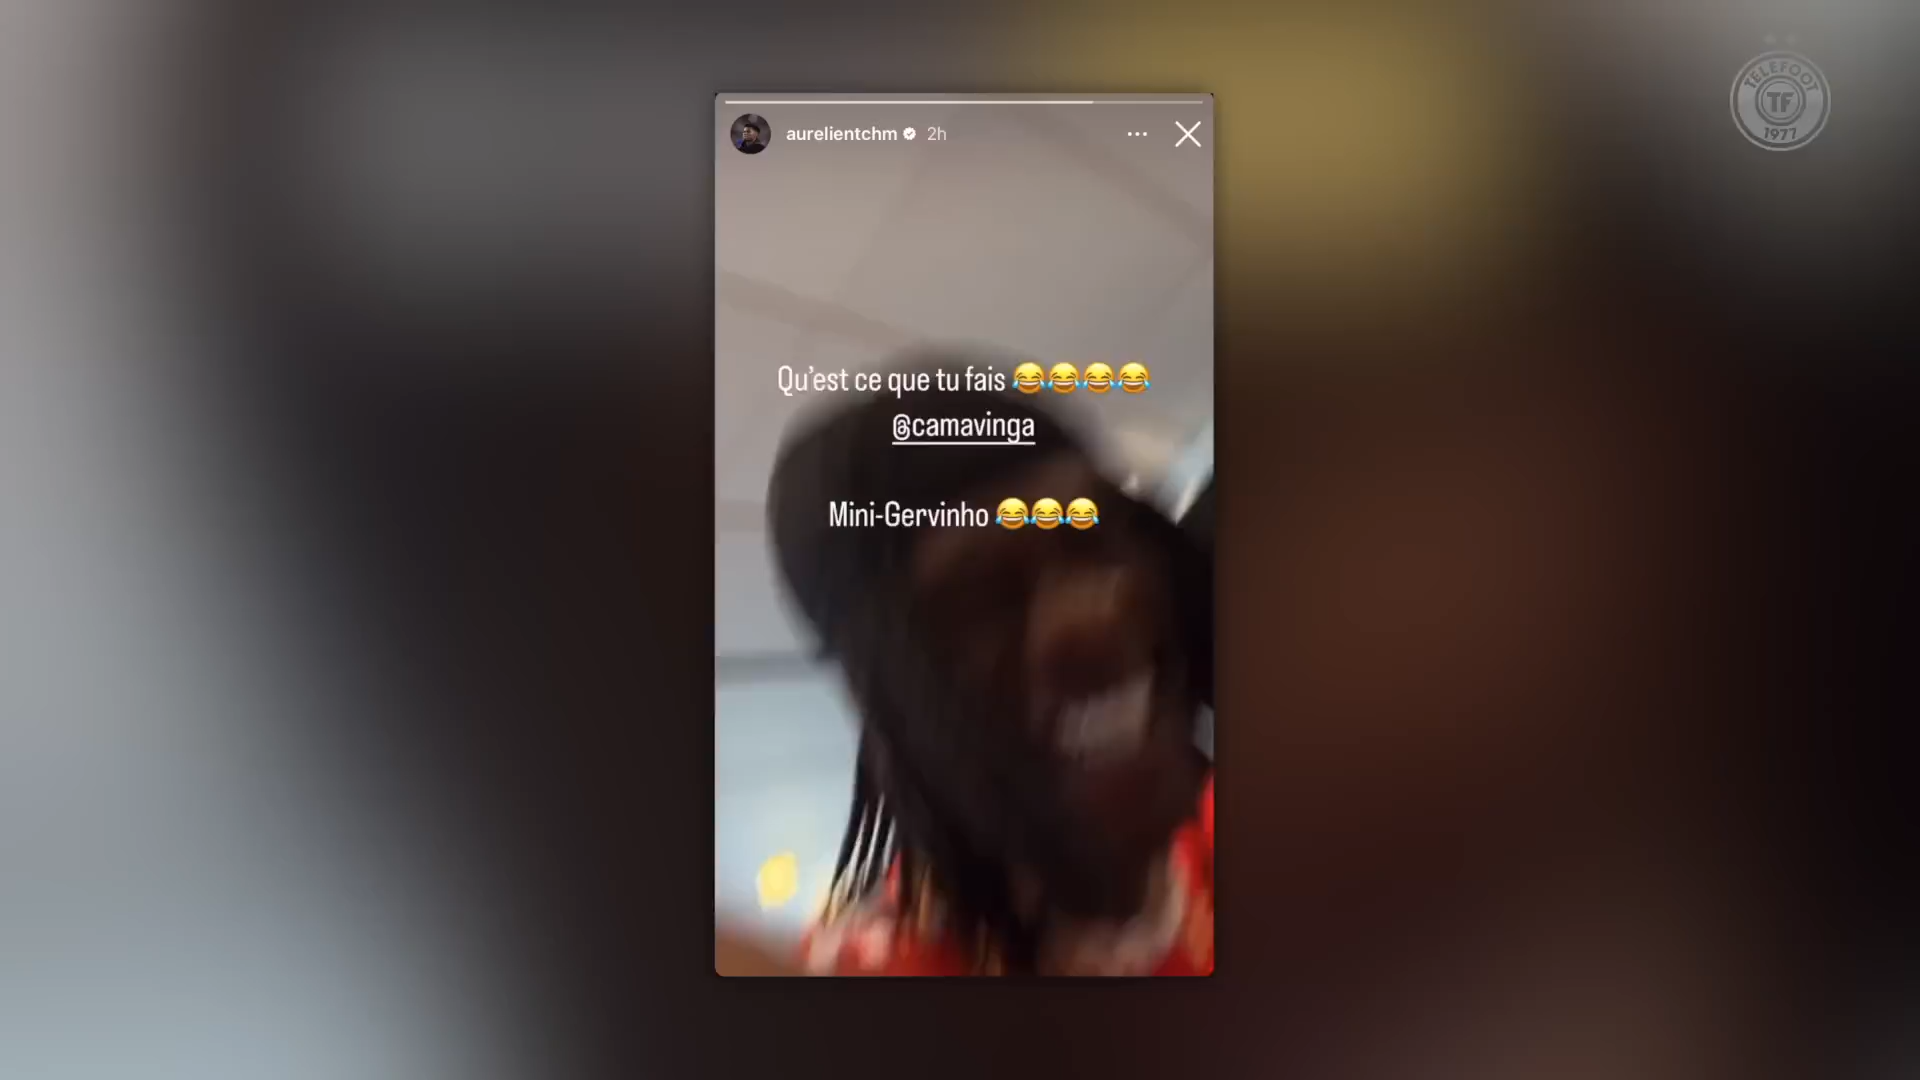 aurelientchm 2h
Qu'est ce que tu fais 😂😂😂😂
@camavinga
Mini-Gervinho 😂😂😂
TELEFOOT
TF
1977